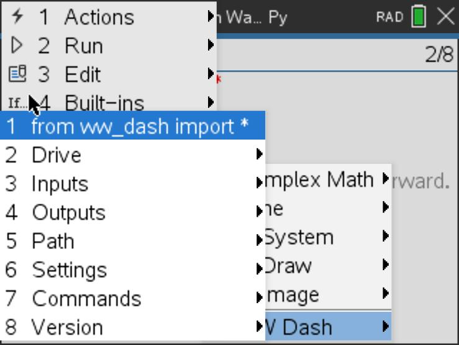 1 Actions
2 Run
3 Edit
If... 4 Built-ins
Wa... Py
RAD
2/8
*
1 from ww_dash import *
2 Drive
3 Inputs
4 Outputs
5 Path
6 Settings
7 Commands
8 Version
mplex Math
ne
System
Draw
mage
W Dash
rward.